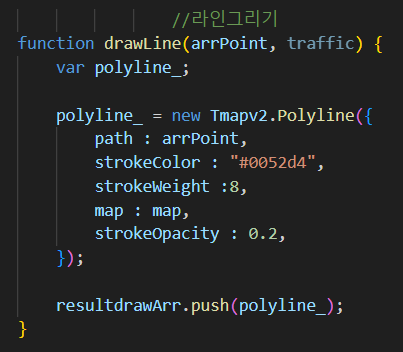 //라인그리기
function drawLine(arrPoint, traffic) {
    var polyline_;

    polyline_ = new Tmapv2.Polyline({
        path : arrPoint,
        strokeColor : "#0052d4",
        strokeWeight :8,
        map : map,
        strokeOpacity : 0.2,
    });

    resultdrawArr.push(polyline_);
}